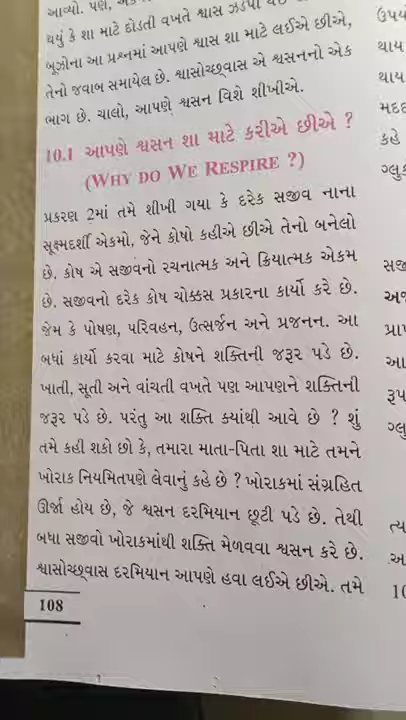 આવ્યો. પણ,
થયું કે શા માટે દોડતી વખતે શ્વાસ ઝડપી
બૂઝોના આ પ્રશ્નમાં આપણે શ્વાસ શા માટે લઈએ છીએ,
તેનો જવાબ સમાયેલ છે. શ્વાસોચ્છ્વાસ એ શ્વસનનો એક
ભાગ છે. ચાલો, આપણે શ્વસન વિશે શીખીએ.
10.1 આપણે શ્વસન શા માટે કરીએ છીએ ?
(WHY DO WE RESPIRE ?)
પ્રકરણ 2માં તમે શીખી ગયા કે દરેક સજીવ નાના
સૂક્ષ્મદર્શી એકમો, જેને કોષો કહીએ છીએ તેનો બનેલો
છે. કોષ એ સજીવનો રચનાત્મક અને ક્રિયાત્મક એકમ
છે. સજીવનો દરેક કોષ ચોક્કસ પ્રકારના કાર્યો કરે છે.
જેમ કે પોષણ, પરિવહન, ઉત્સર્જન અને પ્રજનન. આ
બધાં કાર્યો કરવા માટે કોષને શક્તિની જરૂર પડે છે.
ખાતી, સૂતી અને વાંચતી વખતે પણ આપણને શક્તિની
જરૂર પડે છે. પરંતુ આ શક્તિ ક્યાંથી આવે છે ? શું
તમે કહી શકો છો કે, તમારા માતા-પિતા શા માટે તમને
ખોરાક નિયમિતપણે લેવાનું કહે છે ? ખોરાકમાં સંગ્રહિત
ઊર્જા હોય છે, જે શ્વસન દરમિયાન છૂટી પડે છે. તેથી
બધા સજીવો ખોરાકમાંથી શક્તિ મેળવવા શ્વસન કરે છે.
શ્વાસોચ્છ્વાસ દરમિયાન આપણે હવા લઈએ છીએ. તમે
108
થાય
થાય
કહે
આ
રૂપ